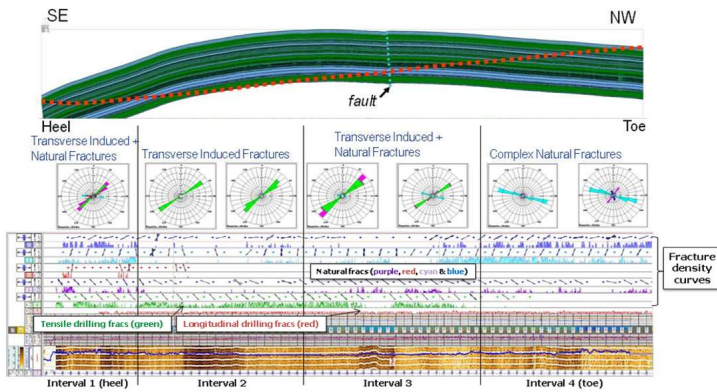 SE
NW
fault
Heel
Toe
Transverse Induced +
Natural Fractures
Transverse Induced Fractures
Transverse Induced +
Natural Fractures
Complex Natural Fractures
Natural fracs (purple, red, cyan & blue)
Fracture
density
curves
Tensile drilling fracs (green)
Longitudinal drilling fracs (red)
Interval 1 (heel)
Interval 2
Interval 3
Interval 4 (toe)